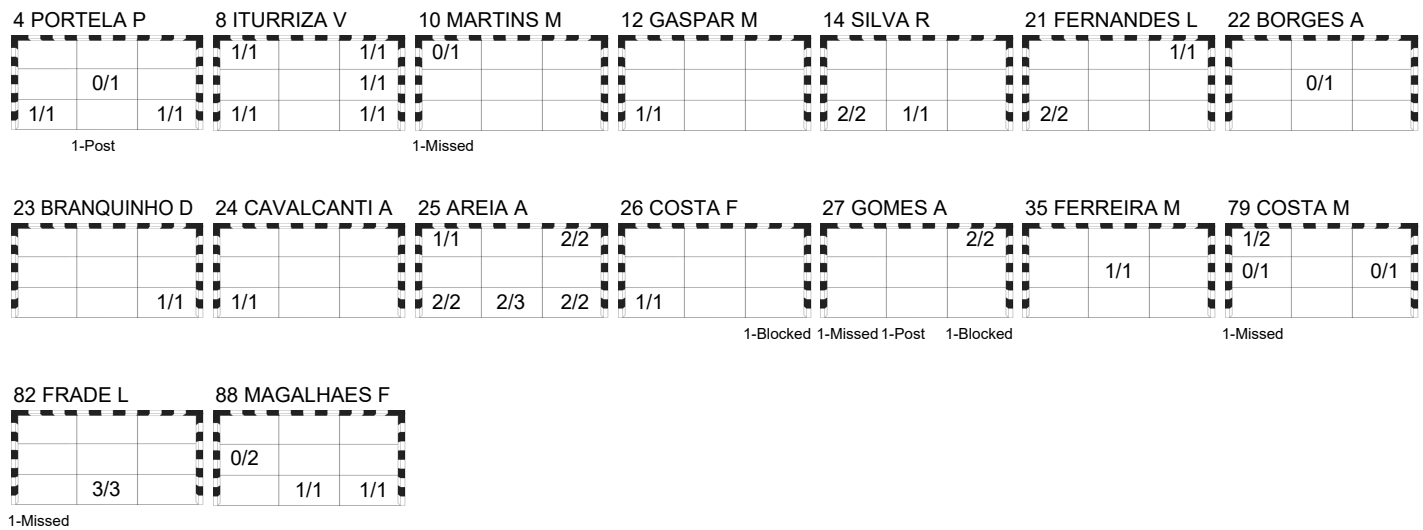 4 PORTELA P 8 ITURRIZA V 10 MARTINS M 12 GASPAR M 14 SILVA R 21 FERNANDES L 22 BORGES A
1/1 1/1 0/1 1/1
0/1 1/1 0/1
1/1 1/1 1/1 1/1 1/1 2/2 1/1 2/2
1-Post 1-Missed
23 BRANQUINHO D 24 CAVALCANTI A 25 AREIA A 26 COSTA F 27 GOMES A 35 FERREIRA M 79 COSTA M
1/1 2/2 2/2 1/2
1/1 0/1 0/1
1/1 1/1 2/2 2/3 2/2 1/1
1-Blocked 1-Missed 1-Post 1-Blocked 1-Missed
82 FRADE L 88 MAGALHAES F
0/2
3/3 1/1 1/1
1-Missed